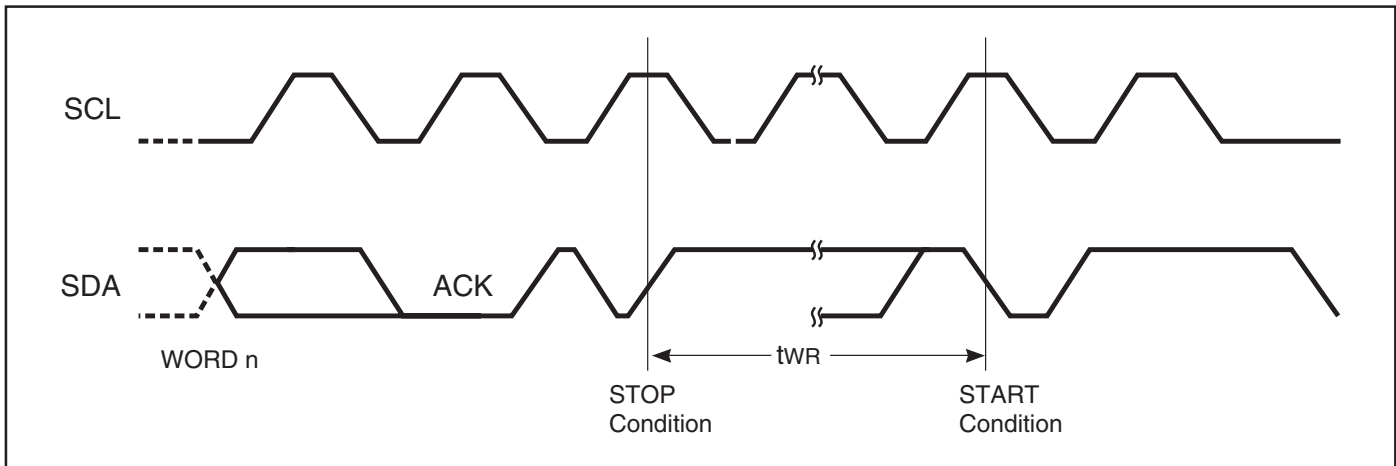 SCL
SDA
ACK
WORD n
tWR
STOP
Condition
START
Condition